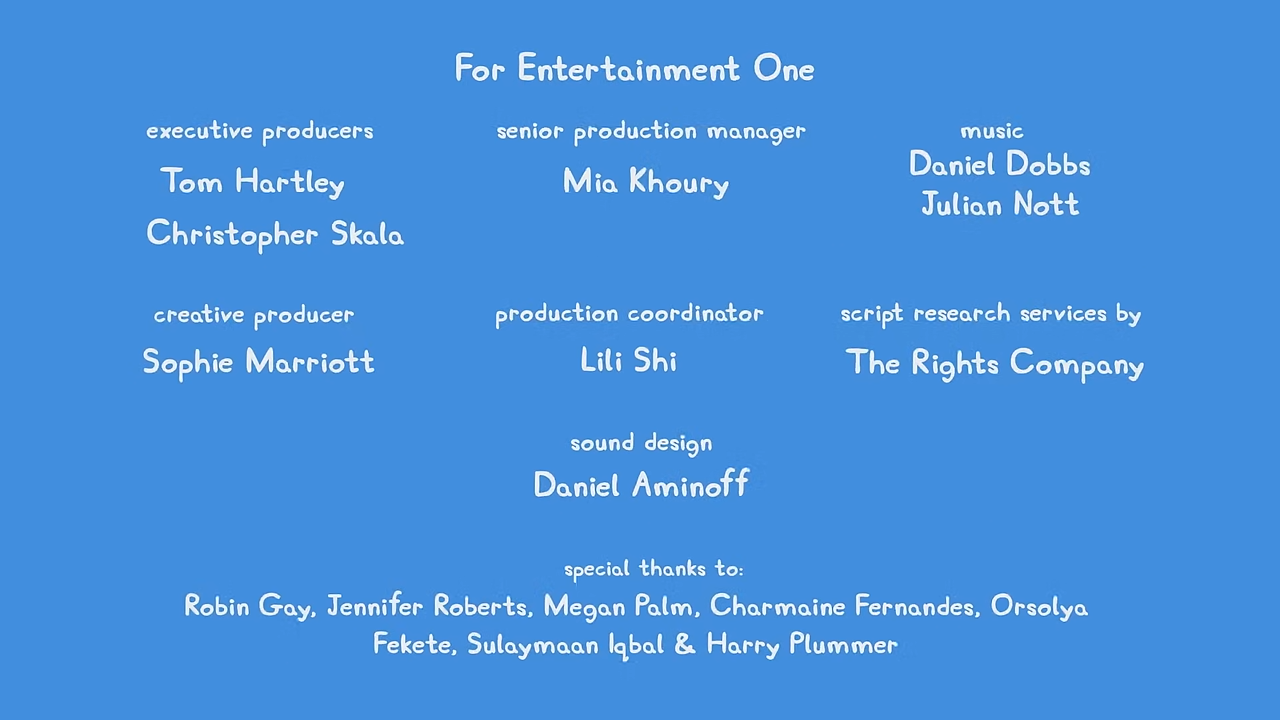 For Entertainment One
executive producers
Tom Hartley
Christopher Skala
senior production manager
Mia Khoury
music
Daniel Dobbs
Julian Nott
creative producer
Sophie Marriott
production coordinator
Lili Shi
script research services by
The Rights Company
sound design
Daniel Aminoff
special thanks to:
Robin Gay, Jennifer Roberts, Megan Palm, Charmaine Fernandes, Orsolya
Fekete, Sulaymaan Iqbal & Harry Plummer